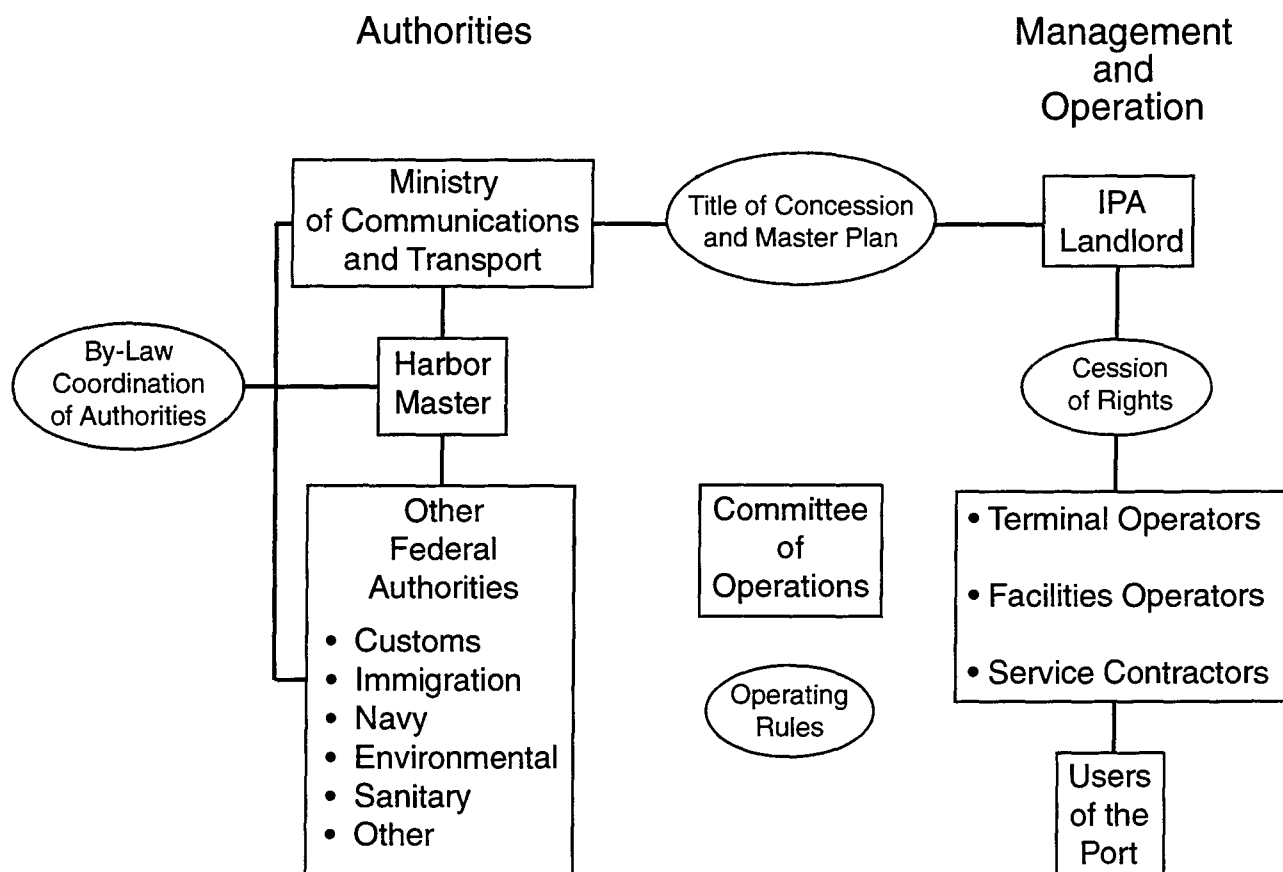 Authorities
Management
and
Operation
Ministry
of Communications
and Transport
Title of Concession
and Master Plan
IPA
Landlord
By-Law
Coordination
of Authorities
Harbor
Master
Cession
of Rights
Other
Federal
Authorities
• Customs
• Immigration
• Navy
• Environmental
• Sanitary
• Other
Committee
of
Operations
Operating
Rules
• Terminal Operators
• Facilities Operators
• Service Contractors
Users
of the
Port